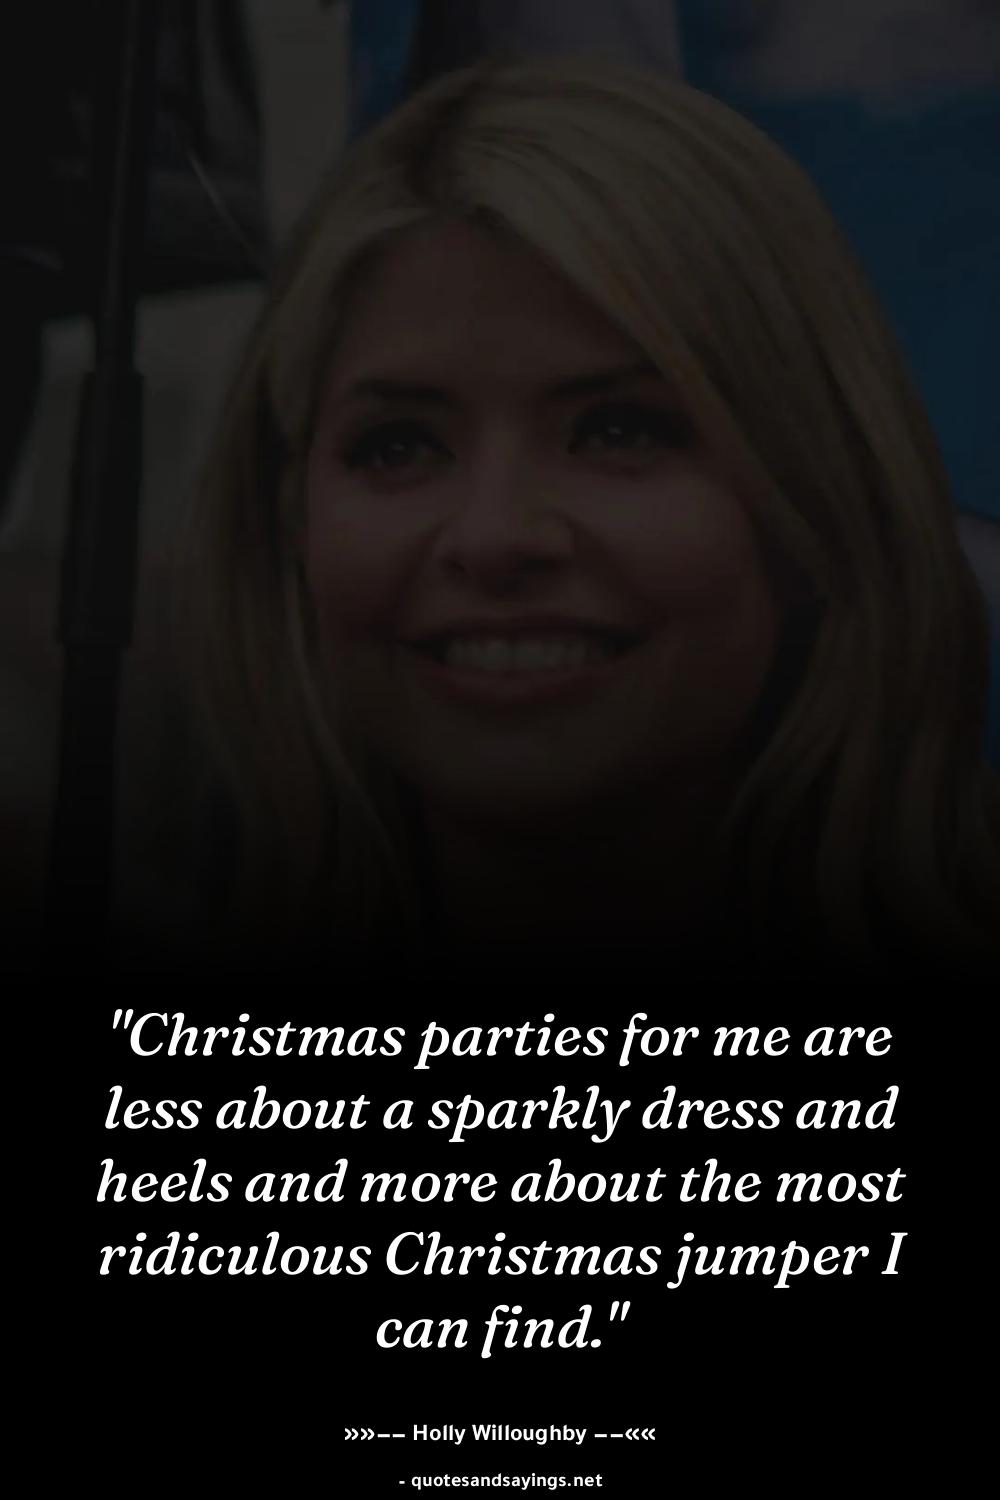 "Christmas parties for me are
less about a sparkly dress and
heels and more about the most
ridiculous Christmas jumper I
can find."
»»−− Holly Willoughby −−««
- quotesandsayings.net